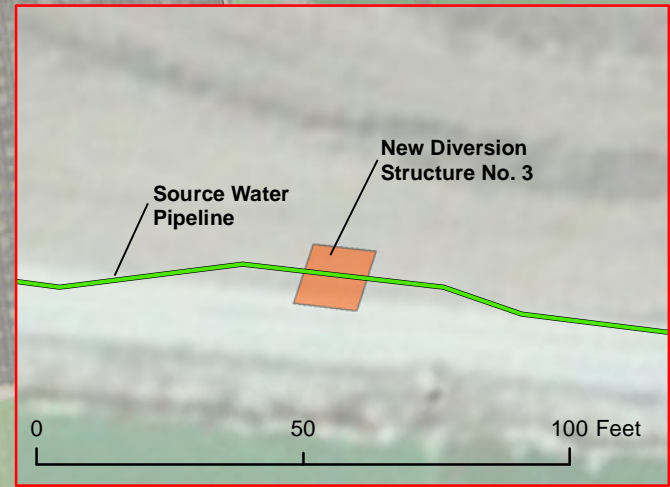 New Diversion
Structure No. 3
Source Water
Pipeline
0 50 100 Feet